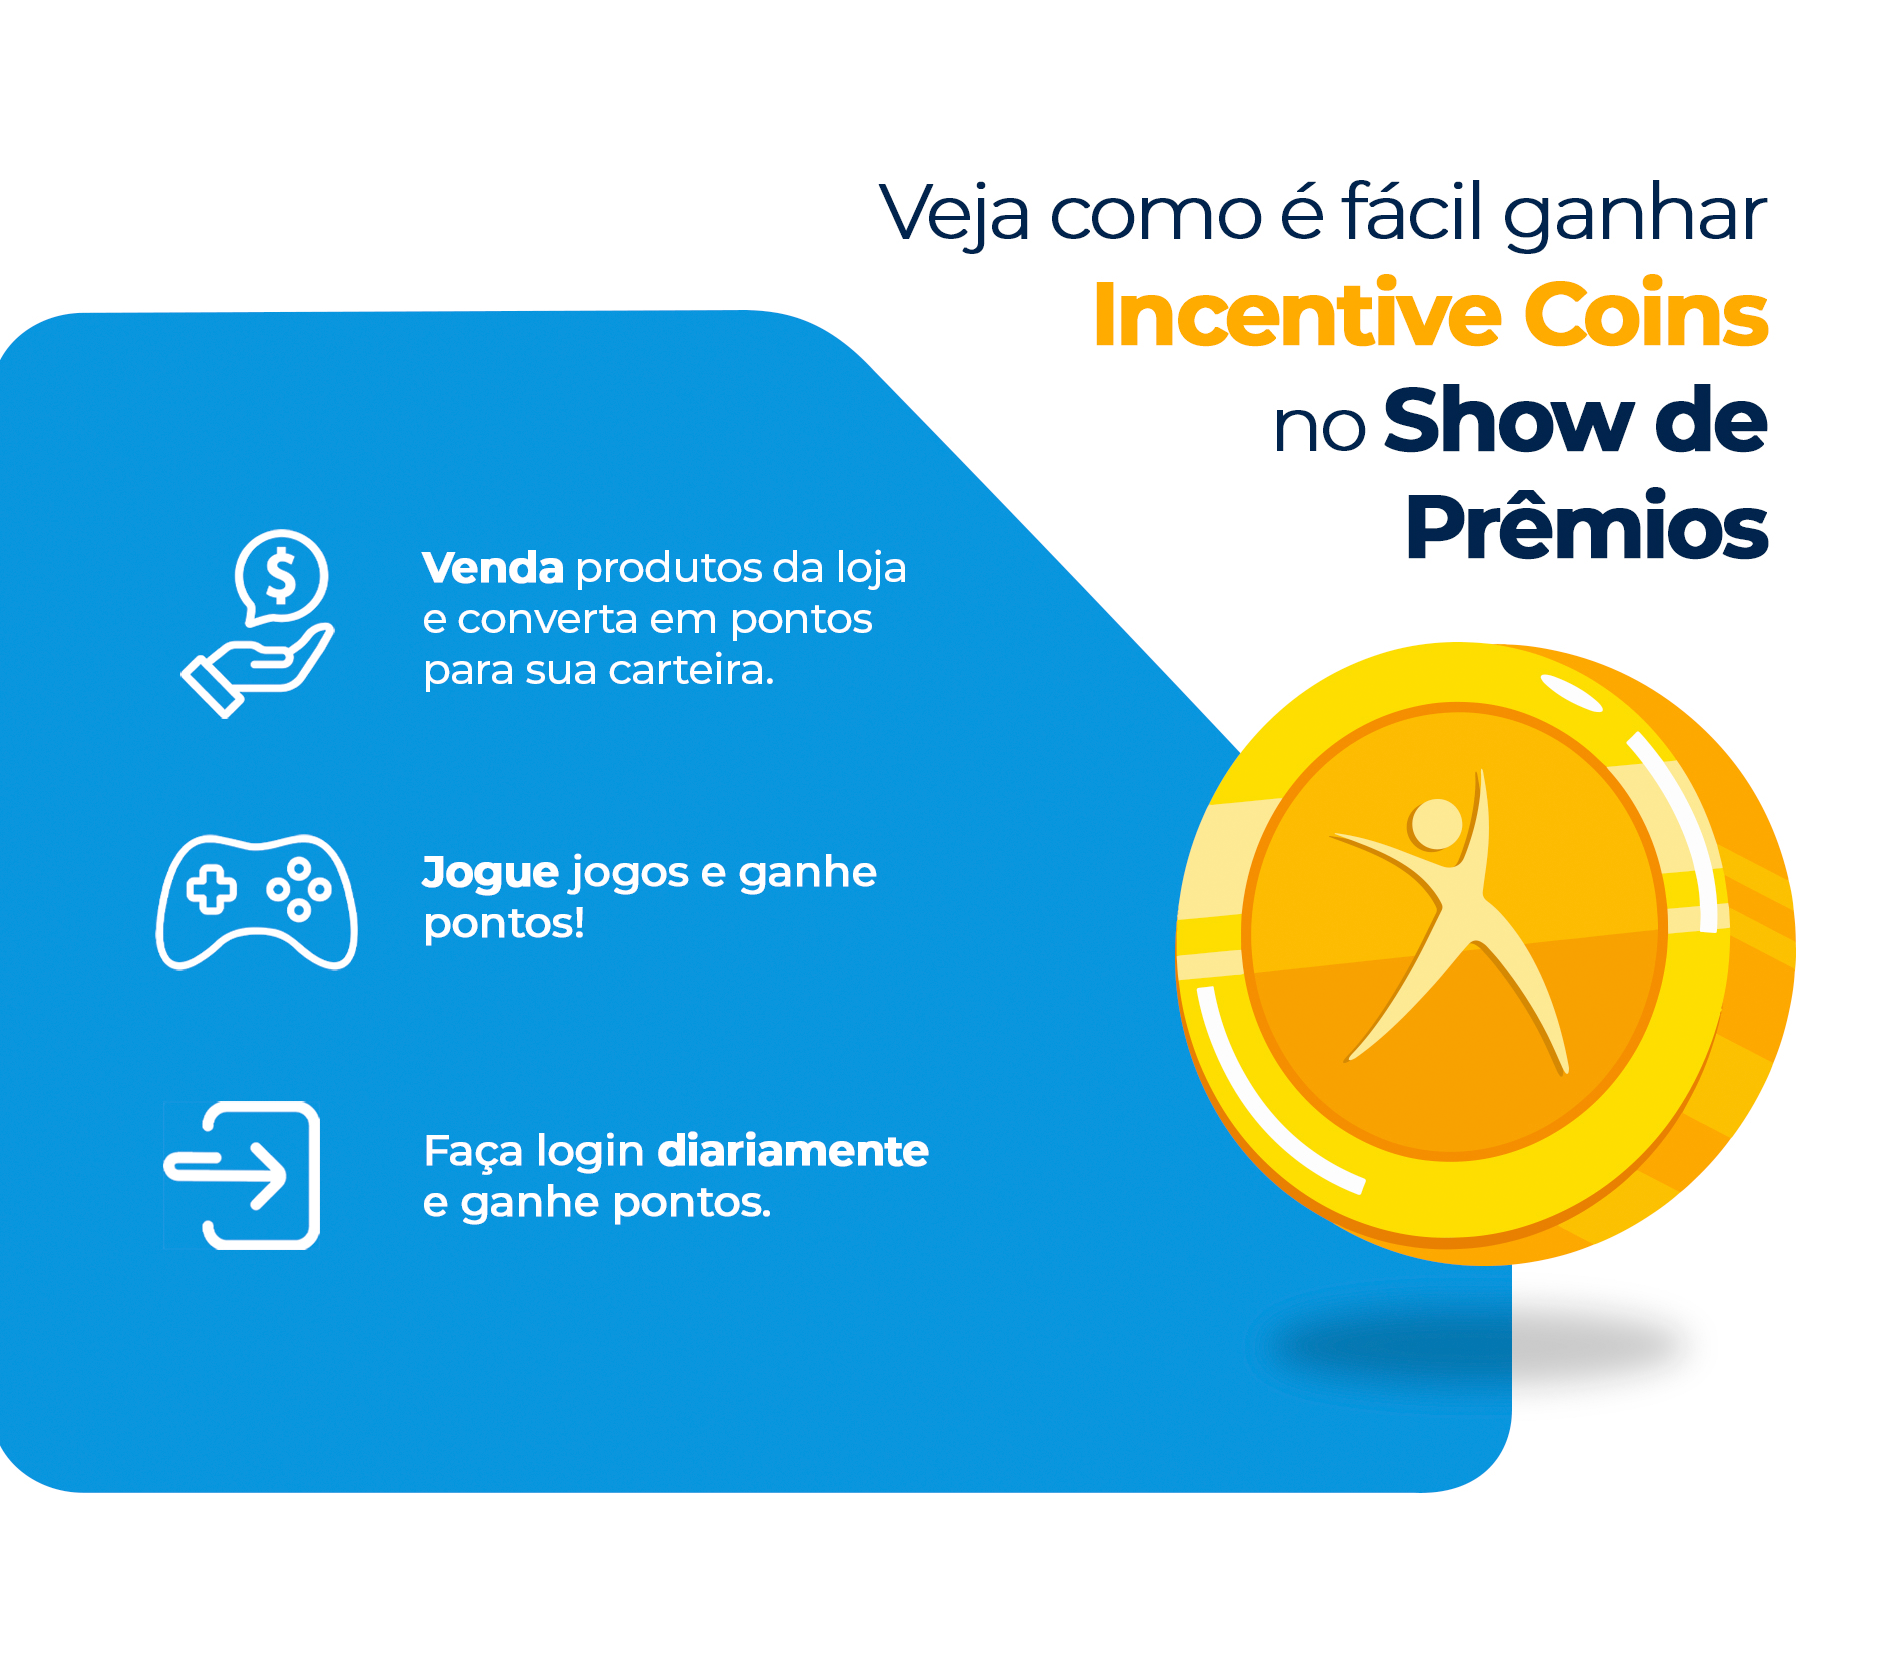 Veja como é fácil ganhar
Incentive Coins
no Show de
Prêmios
Venda produtos da loja
e converta em pontos
para sua carteira.
Jogue jogos e ganhe
pontos!
Faça login diariamente
e ganhe pontos.